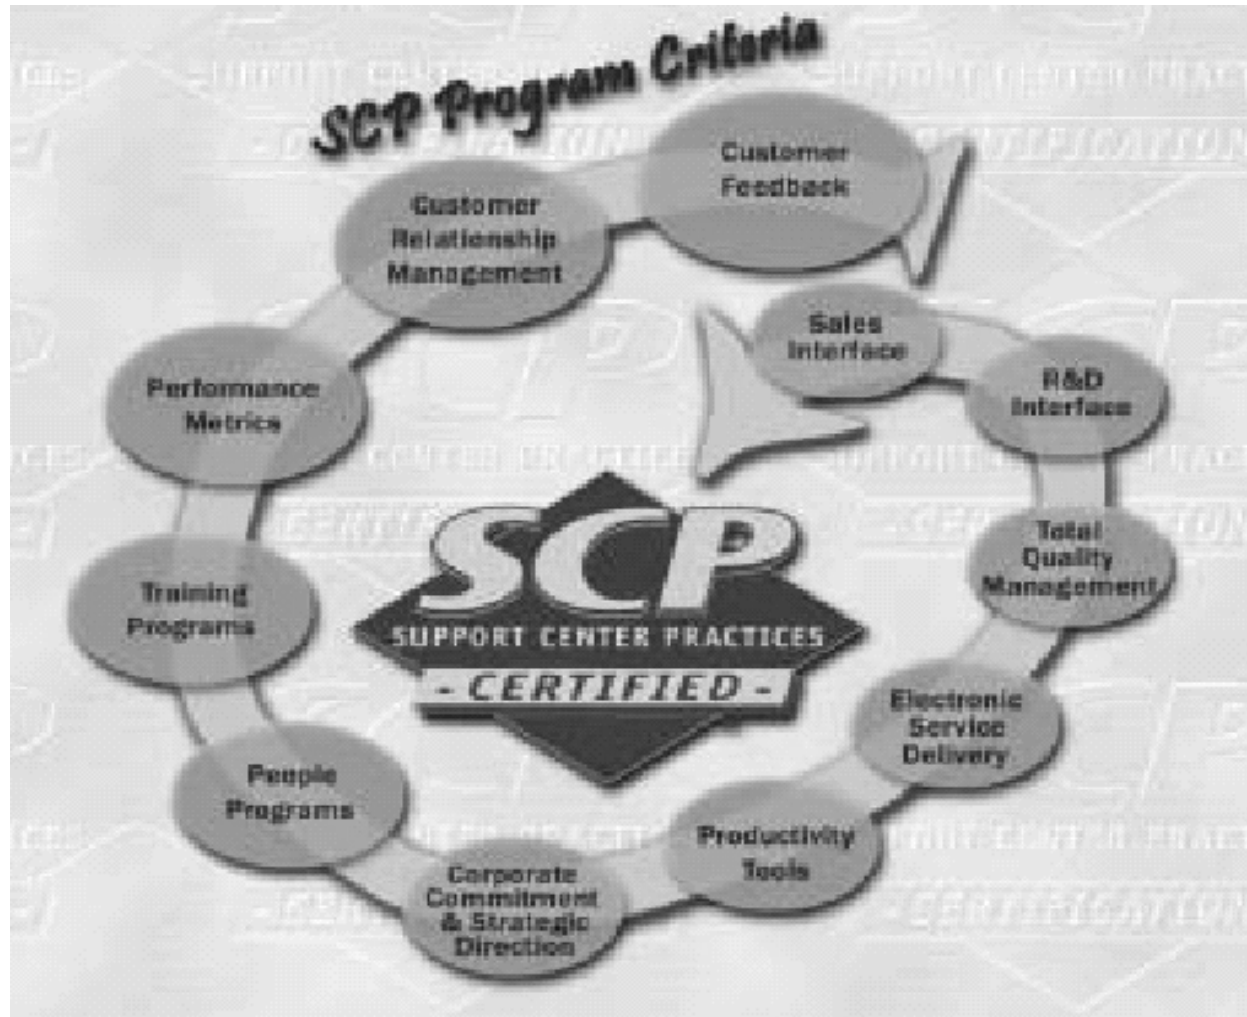 SCP Program Criteria
Customer
Feedback
Customer
Relationship
Management
Sales
Interface
Performance
Metrics
R&D
Interface
Total
Quality
Management
Training
Programs
SCP
SUPPORT CENTER PRACTICES
- CERTIFIED -
Electronic
Service
Delivery
People
Programs
Productivity
Tools
Corporate
Commitment
& Strategic
Direction